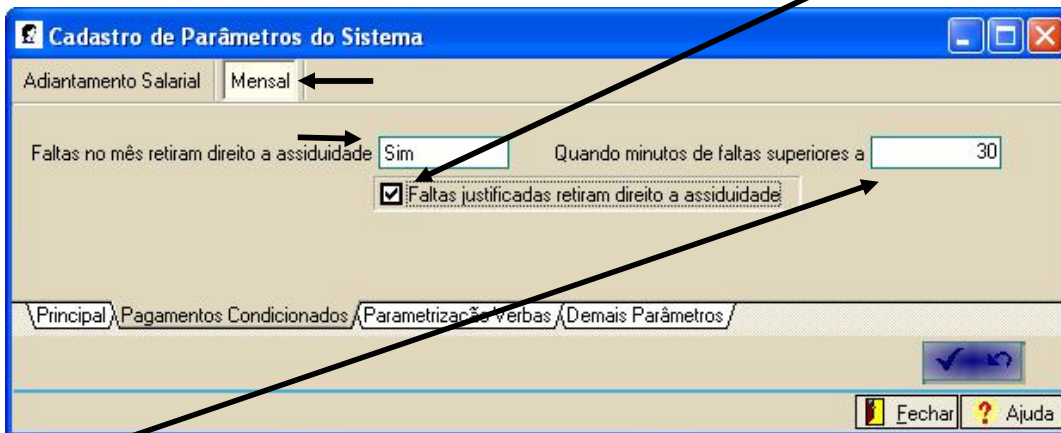 Cadastro de Parâmetros do Sistema
Adiantamento Salarial Mensal
Faltas no mês retiram direito a assiduidade Sim Quando minutos de faltas superiores a 30
Faltas justificadas retiram direito a assiduidade
Principal Pagamentos Condicionados Parametrização Verbas Demais Parâmetros
Fechar ? Ajuda